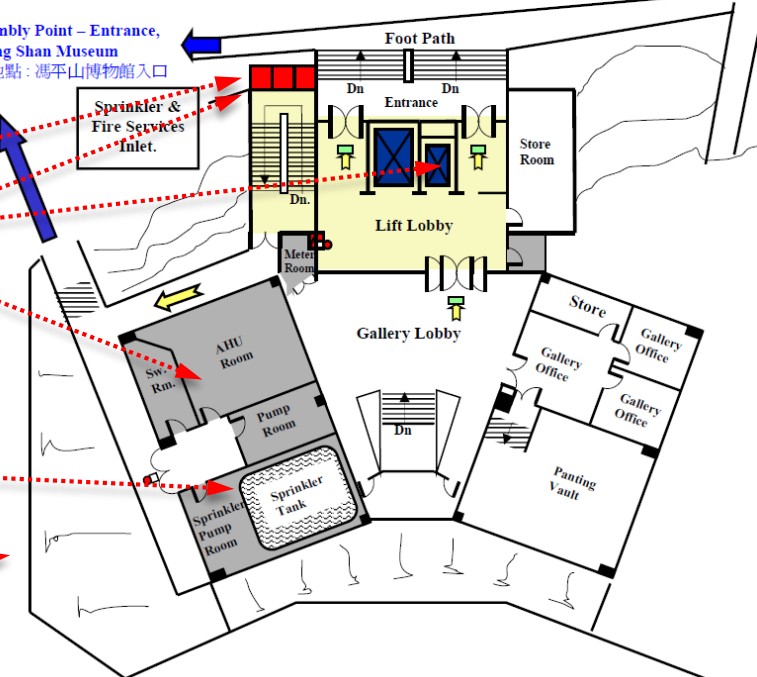 Point – Entrance,
Shan Museum
點 : 馮平山博物館入口
Foot Path
Dn
Dn
Entrance
Sprinkler &
Fire Services
Inlet.
Store
Room
Dn.
Lift Lobby
Meter
Room
Gallery Lobby
Store
Gallery
Office
Gallery
Office
Gallery
Office
AHU
Room
Sw.
Rm.
Pump
Room
Dn
Panting
Vault
Sprinkler
Tank
Sprinkler
Pump
Room